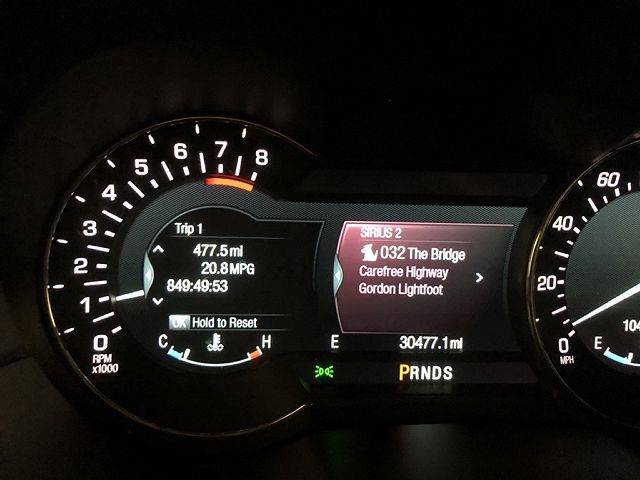 8
7
6
5
4
3
2
1
0
RPM
x1000
Trip 1
477.5 mi
20.8 MPG
849:49:53
OK Hold to Reset
C H
SIRIUS 2
032 The Bridge
Carefree Highway
Gordon Lightfoot
E 30477.1 mi
PRNDS
60
40
20
0
MPH
104
E